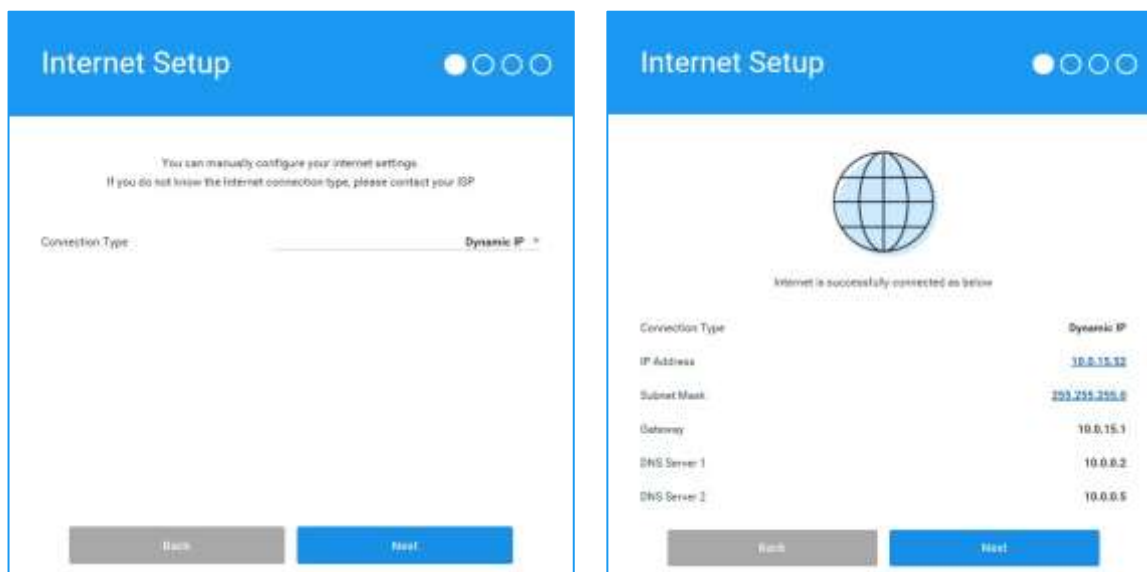 Internet Setup
You can manually configure your internet settings
If you do not know the internet connection type, please contact your ISP
Connection Type
Dynamic IP
Back
Next
Internet Setup
Internet is successfully connected as below
Connection Type
Dynamic IP
IP Address
10.0.15.52
Subnet Mask
255.255.255.0
Gateway
10.0.15.1
DNS Server 1
10.0.0.2
DNS Server 2
10.0.0.5
Back
Next